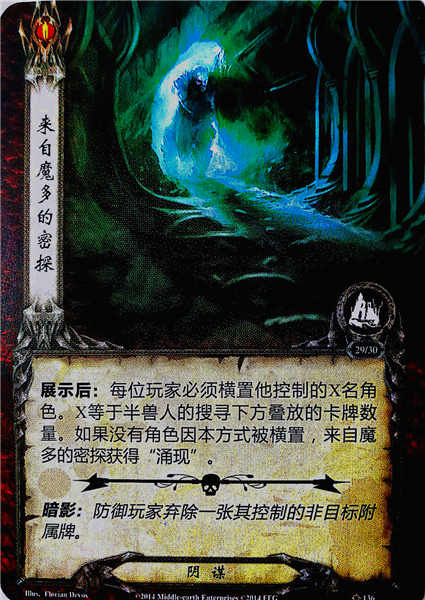 来自魔多的密探
29/30
展示后：每位玩家必须横置他控制的X名角
色。X等于半兽人的搜寻下方叠放的卡牌数
量。如果没有角色因本方式被横置，来自魔
多的密探获得“涌现”。
暗影：防御玩家弃除一张其控制的非目标附
属牌。
阴谋
Illus. Florian Devos
©2014 Middle-earth Enterprises ©2014 FFG
136